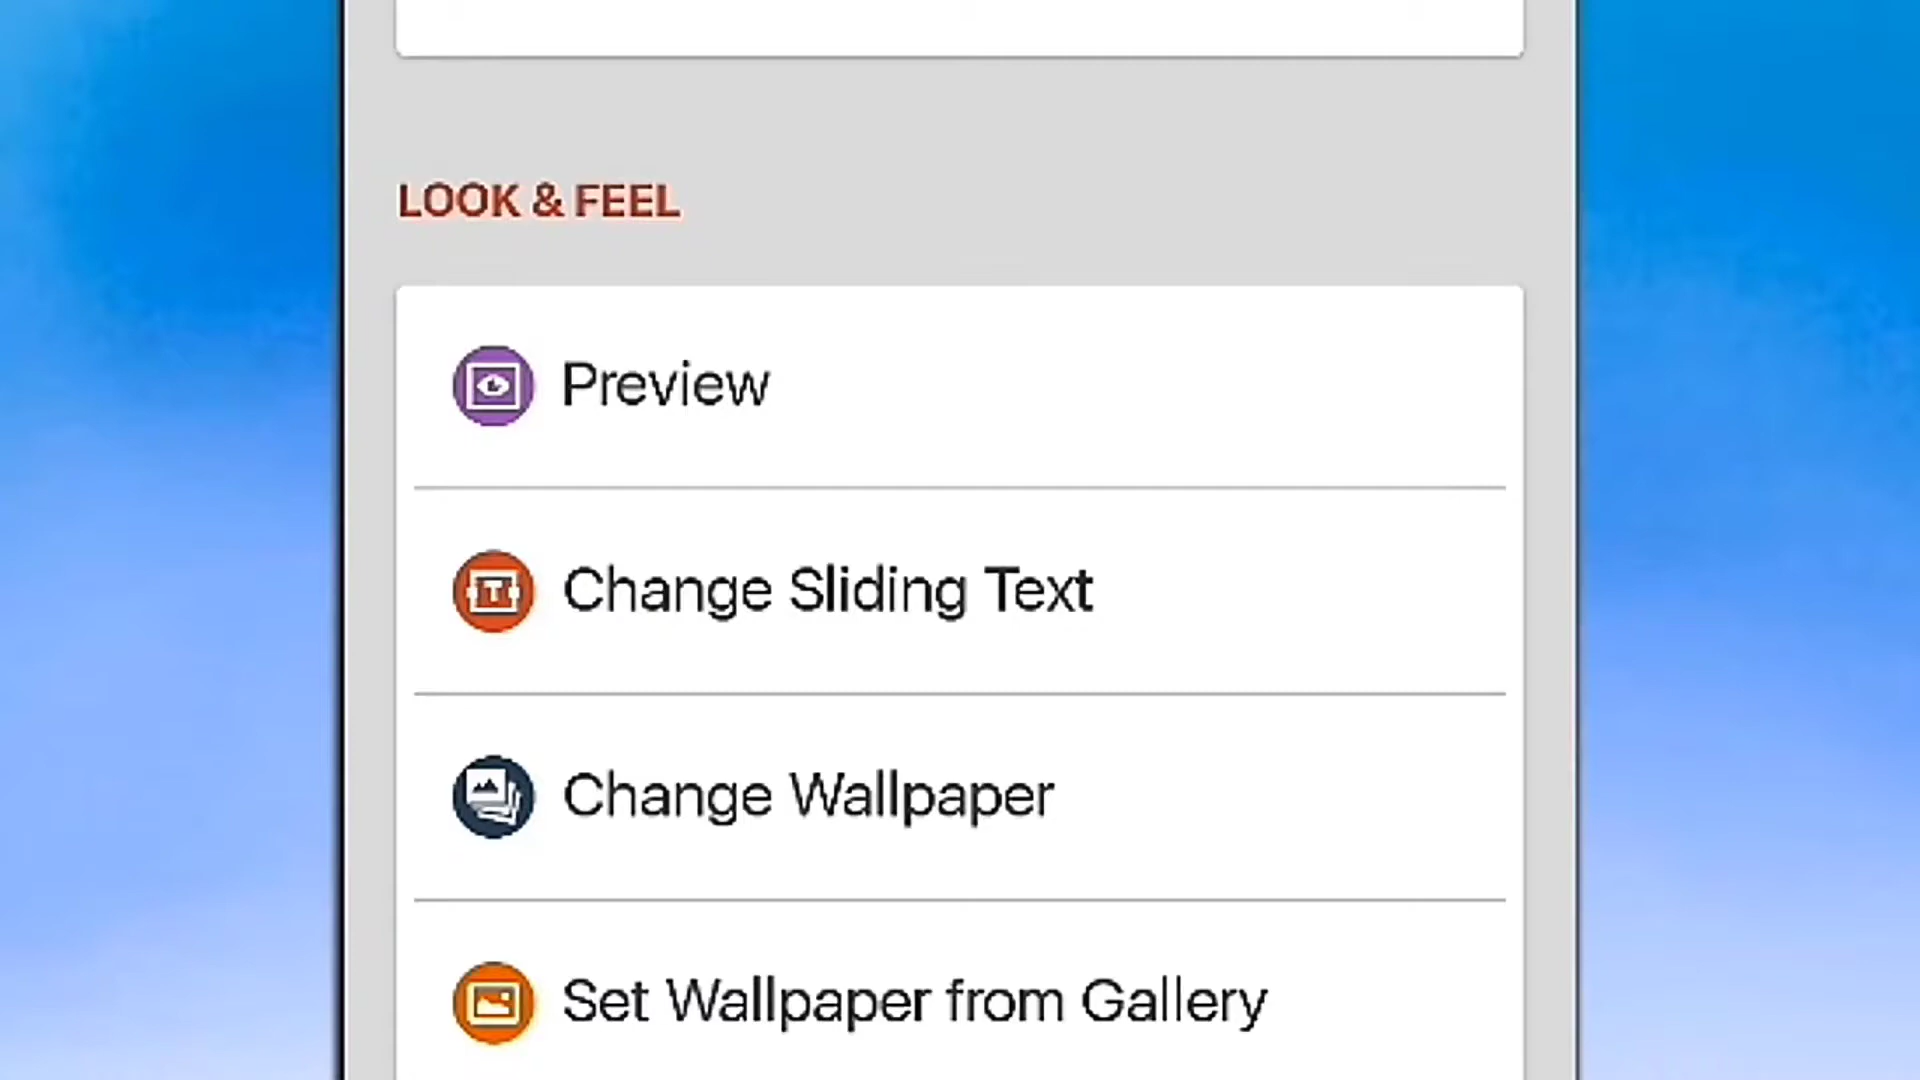 LOOK & FEEL
Preview
Change Sliding Text
Change Wallpaper
Set Wallpaper from Gallery